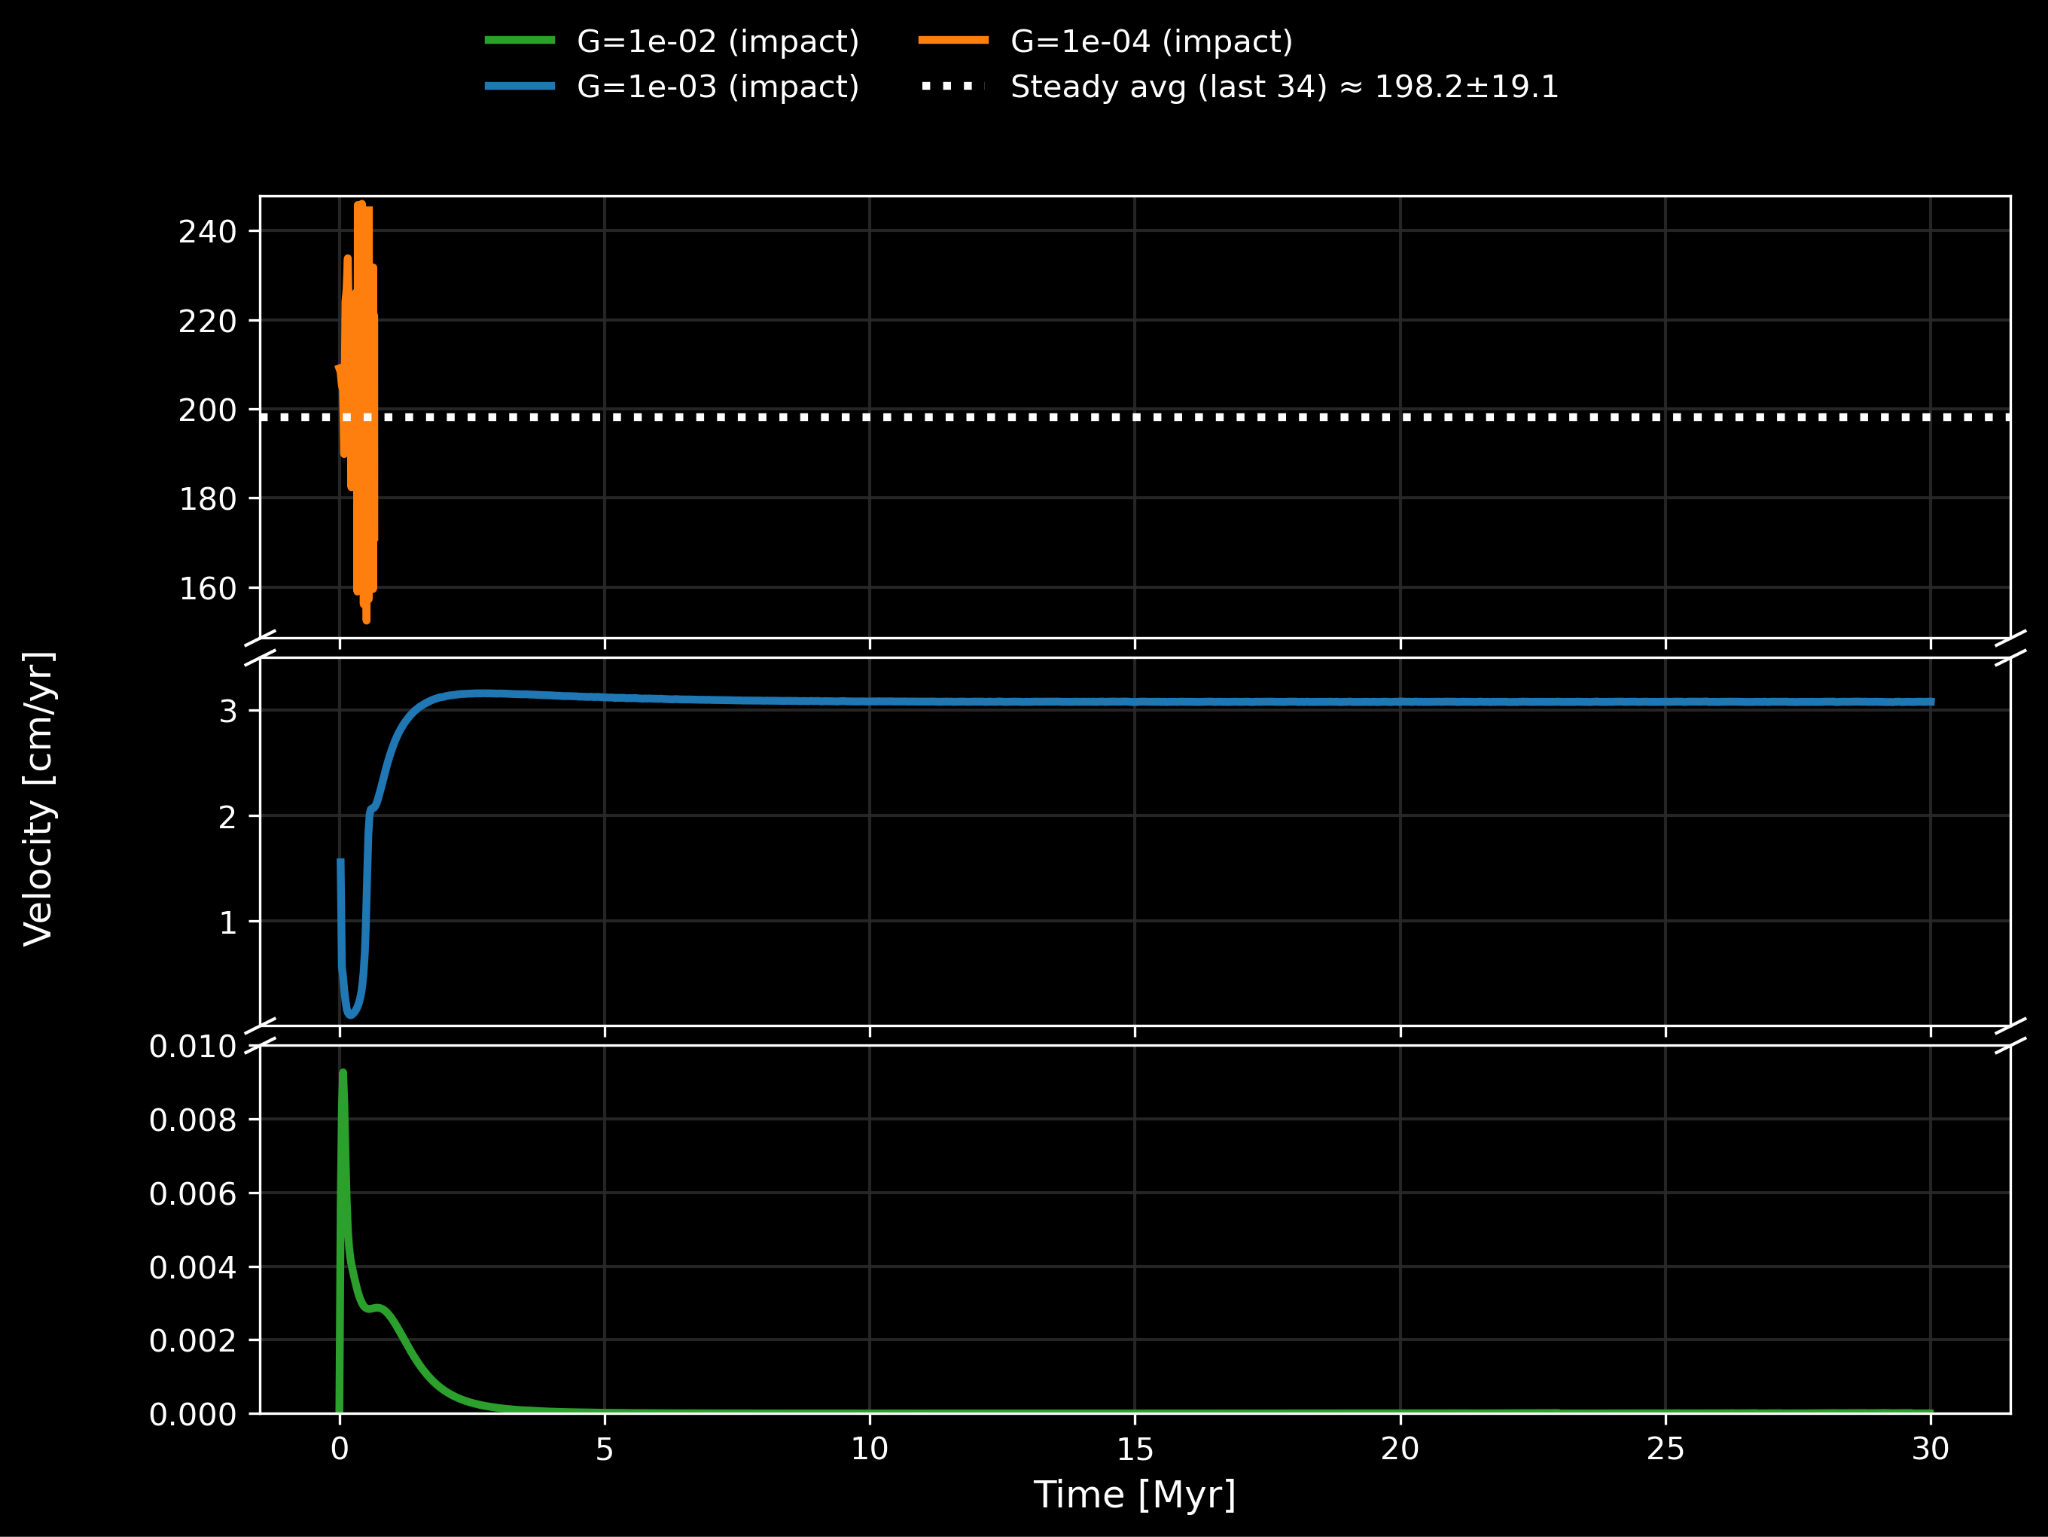 G=1e-02 (impact)
G=1e-03 (impact)
G=1e-04 (impact)
Steady avg (last 34) ≈ 198.2±19.1
240
220
200
180
160
3
2
1
0.010
0.008
0.006
0.004
0.002
0.000
Velocity [cm/yr]
0 5 10 15 20 25 30
Time [Myr]